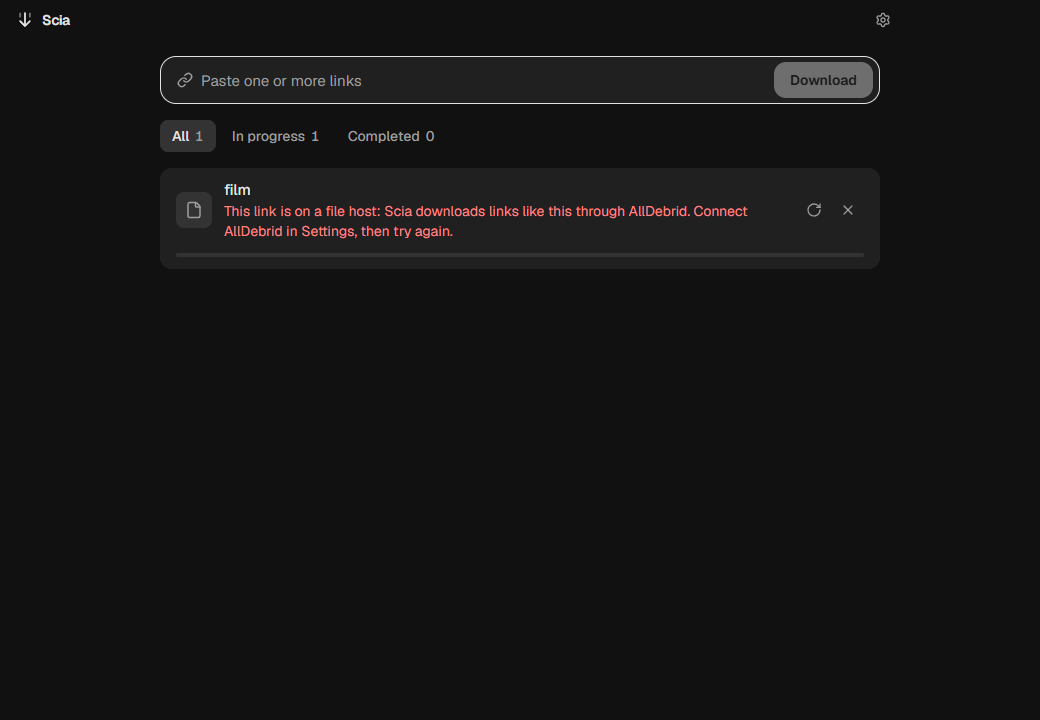 Scia
Paste one or more links
Download
All 1
In progress 1
Completed 0
film
This link is on a file host: Scia downloads links like this through AllDebrid. Connect
AllDebrid in Settings, then try again.